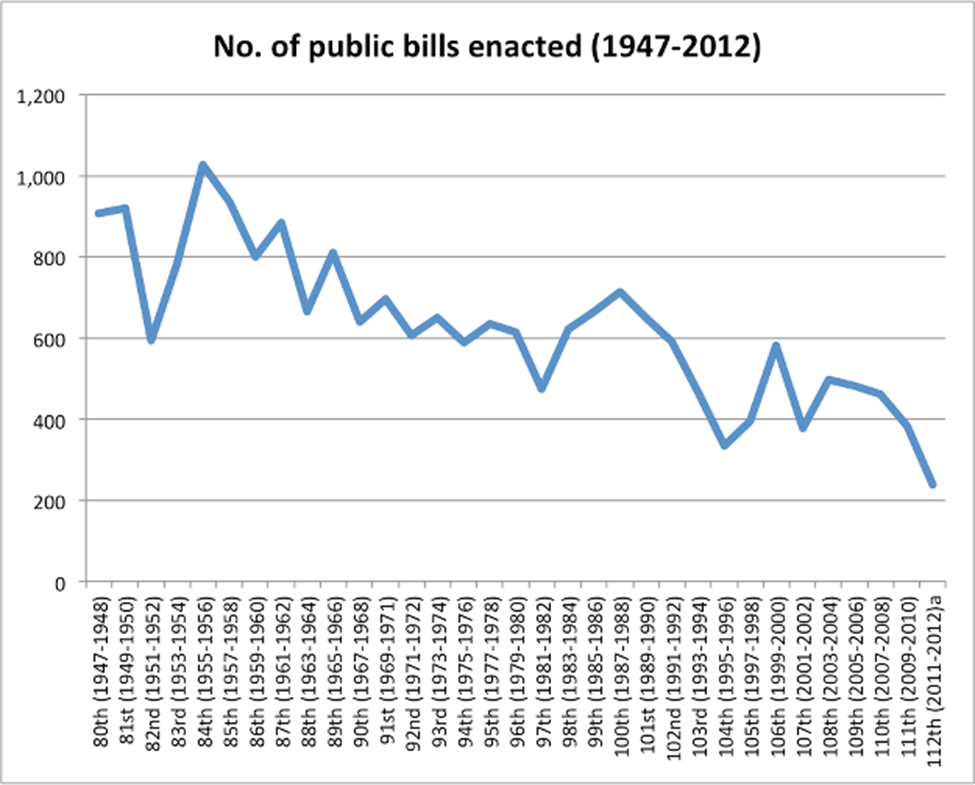 No. of public bills enacted (1947-2012)
1,200
1,000
800
600
400
200
0
80th (1947-1948)
81st (1949-1950)
82nd (1951-1952)
83rd (1953-1954)
84th (1955-1956)
85th (1957-1958)
86th (1959-1960)
87th (1961-1962)
88th (1963-1964)
89th (1965-1966)
90th (1967-1968)
91st (1969-1971)
92nd (1971-1972)
93rd (1973-1974)
94th (1975-1976)
95th (1977-1978)
96th (1979-1980)
97th (1981-1982)
98th (1983-1984)
99th (1985-1986)
100th (1987-1988)
101st (1989-1990)
102nd (1991-1992)
103rd (1993-1994)
104th (1995-1996)
105th (1997-1998)
106th (1999-2000)
107th (2001-2002)
108th (2003-2004)
109th (2005-2006)
110th (2007-2008)
111th (2009-2010)
112th (2011-2012)a